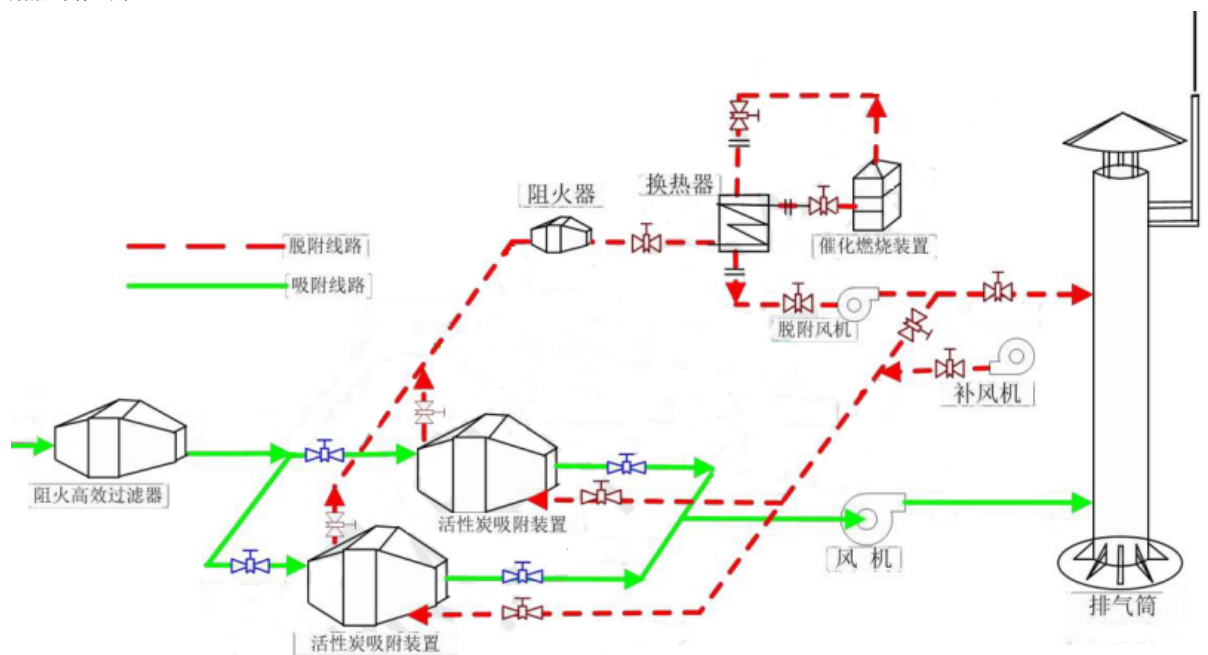 阻火器
换热器
催化燃烧装置
脱附线路
吸附线路
脱附风机
补风机
阻火高效过滤器
活性炭吸附装置
风 机
活性炭吸附装置
排气筒